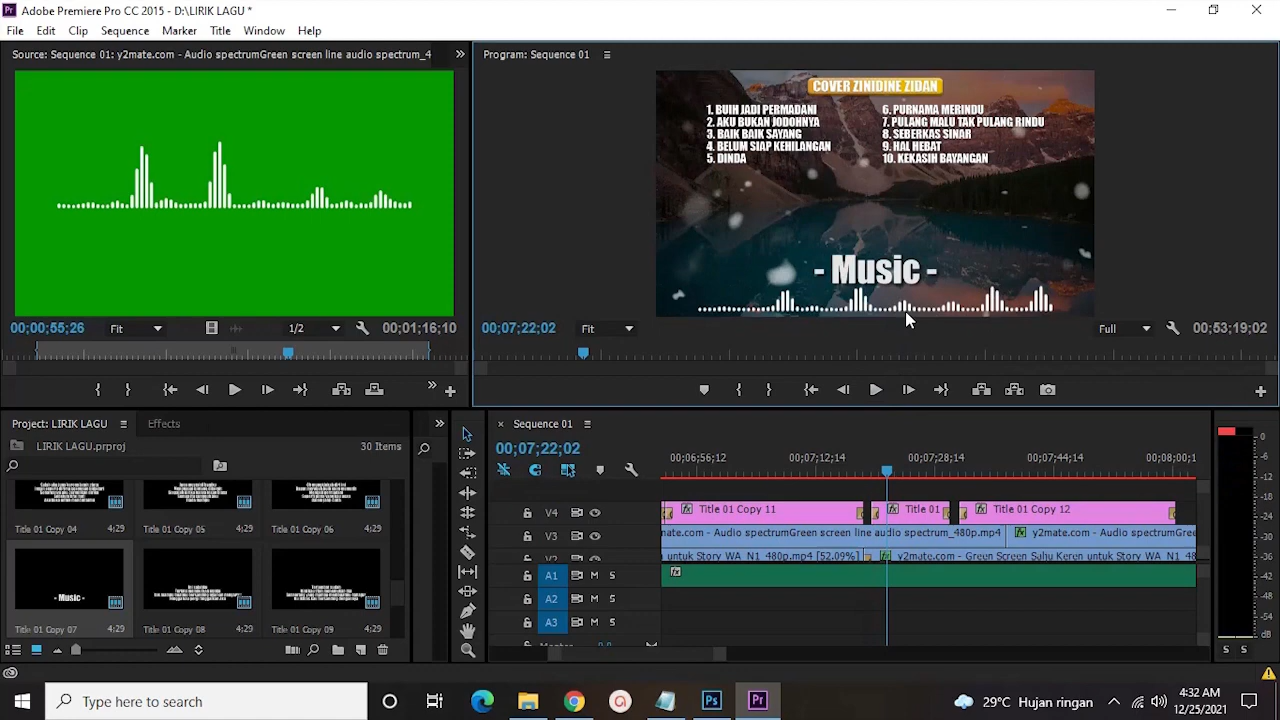 Adobe Premiere Pro CC 2015 - D:\LIRIK LAGU *
File Edit Clip Sequence Marker Title Window Help
Source: Sequence 01: y2mate.com - Audio spectrumGreen screen line audio spectrum_4
Program: Sequence 01
COVER ZINIDINE ZIDAN
1. BUIH JADI PERMADANI
2. AKU BUKAN JODOHNYA
3. BAIK BAIK SAYANG
4. BELUM SIAP KEHILANGAN
5. DINDA
6. PURNAMA MERINDU
7. PULANG MALU TAK PULANG RINDU
8. SEBERKAS SINAR
9. HAL HEBAT
10. KEKASIH BAYANGAN
- Music -
00;00;55;26 Fit 1/2 00;01;16;10
00;07;22;02 Fit Full 00;53;19;02
Project: LIRIK LAGU Effects
LIRIK LAGU.prproj 30 Items
Title 01 Copy 04 4:29 Title 01 Copy 05 4:29 Title 01 Copy 06 4:29
- Music -
Title 01 Copy 07 4:29 Title 01 Copy 08 4:29 Title 01 Copy 09 4:29
Sequence 01
00;07;22;02
00;06;56;12 00;07;12;14 00;07;28;14 00;07;44;14 00;08;00;1
V4 Title 01 Copy 11 Title 01 Title 01 Copy 12
V3 mate.com - Audio spectrumGreen screen line audio spectrum_480p.mp4 y2mate.com - Audio spectrumGree
V2 untuk Story WA_N1_480p.mp4 [52.09%] y2mate.com - Green Screen Salju Keren untuk Story WA_N1_48
A1 M S
A2 M S
A3 M S
Master 0.0
0
-6
-12
-18
-24
-30
-36
-42
-48
-54
dB
S S
Type here to search
29°C Hujan ringan
4:32 AM
12/25/2021